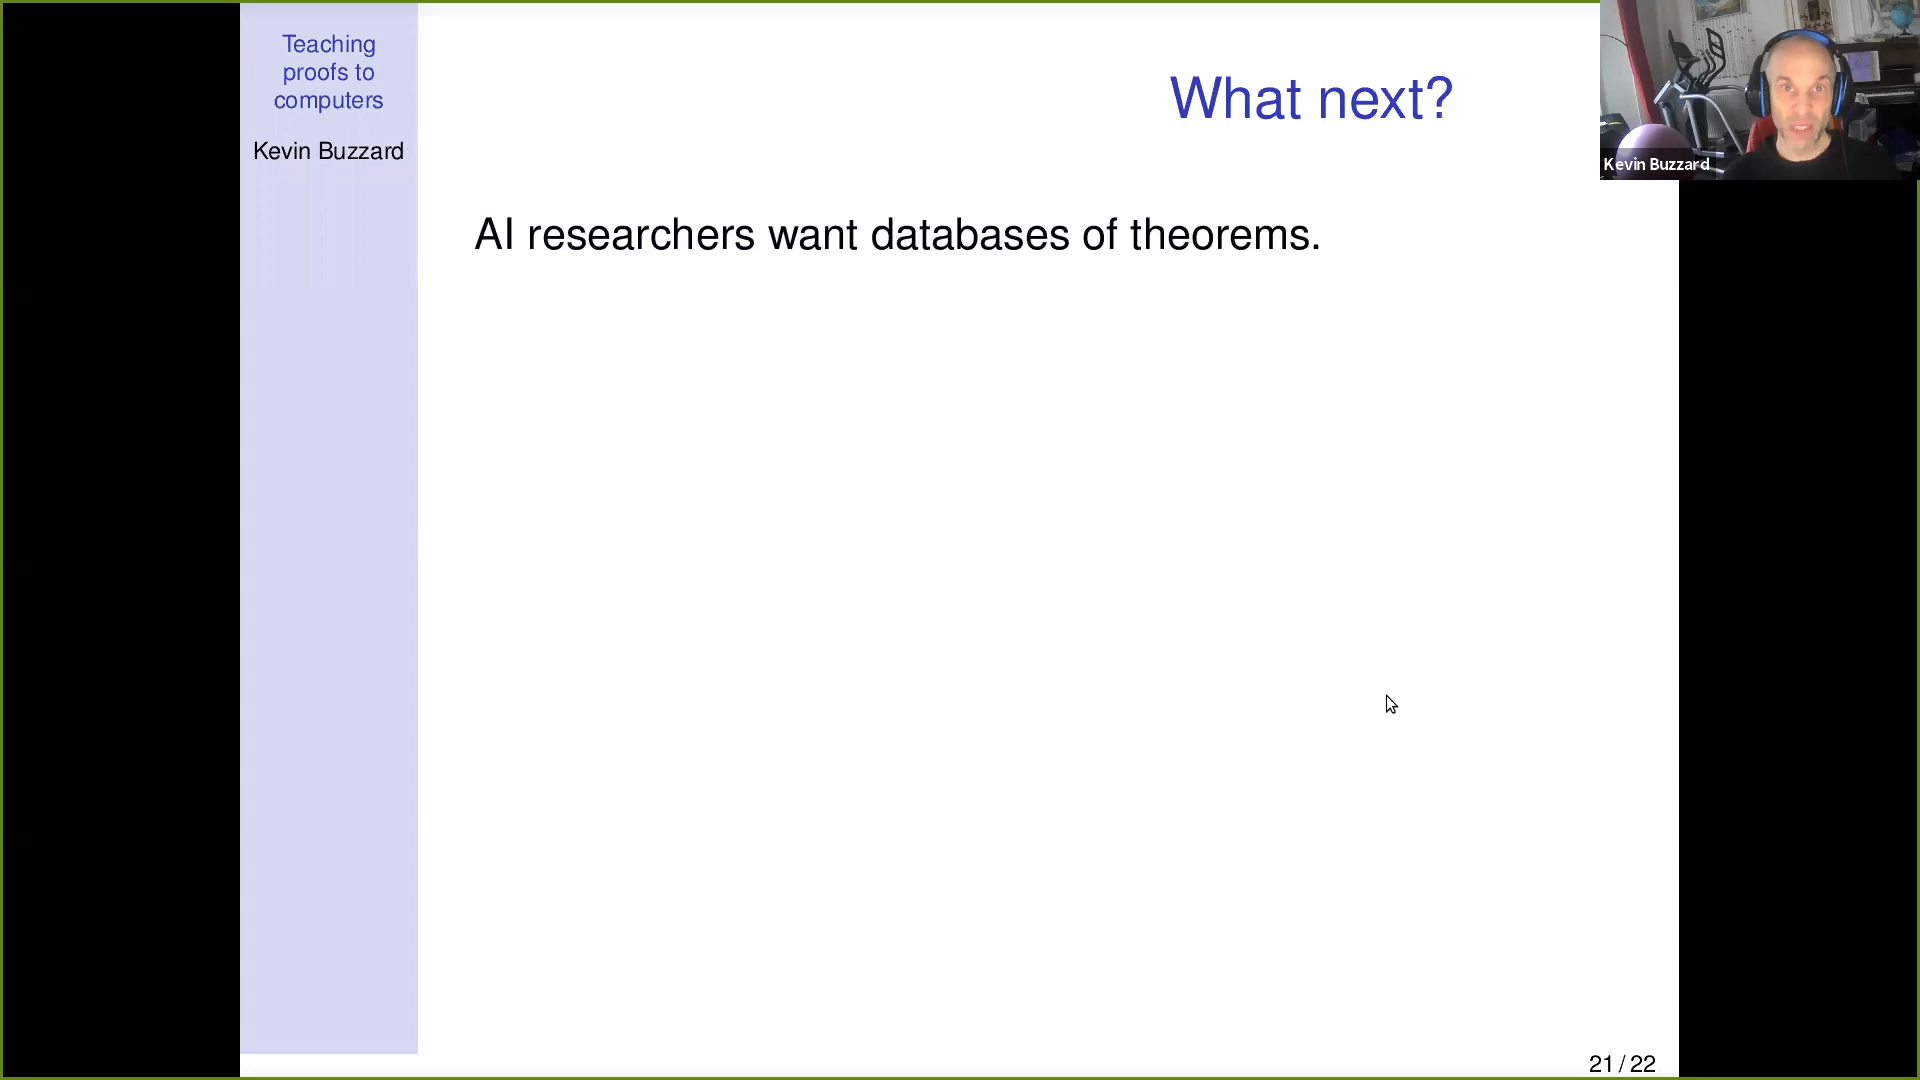 Teaching
proofs to
computers
Kevin Buzzard
What next?
AI researchers want databases of theorems.
Kevin Buzzard
21 / 22